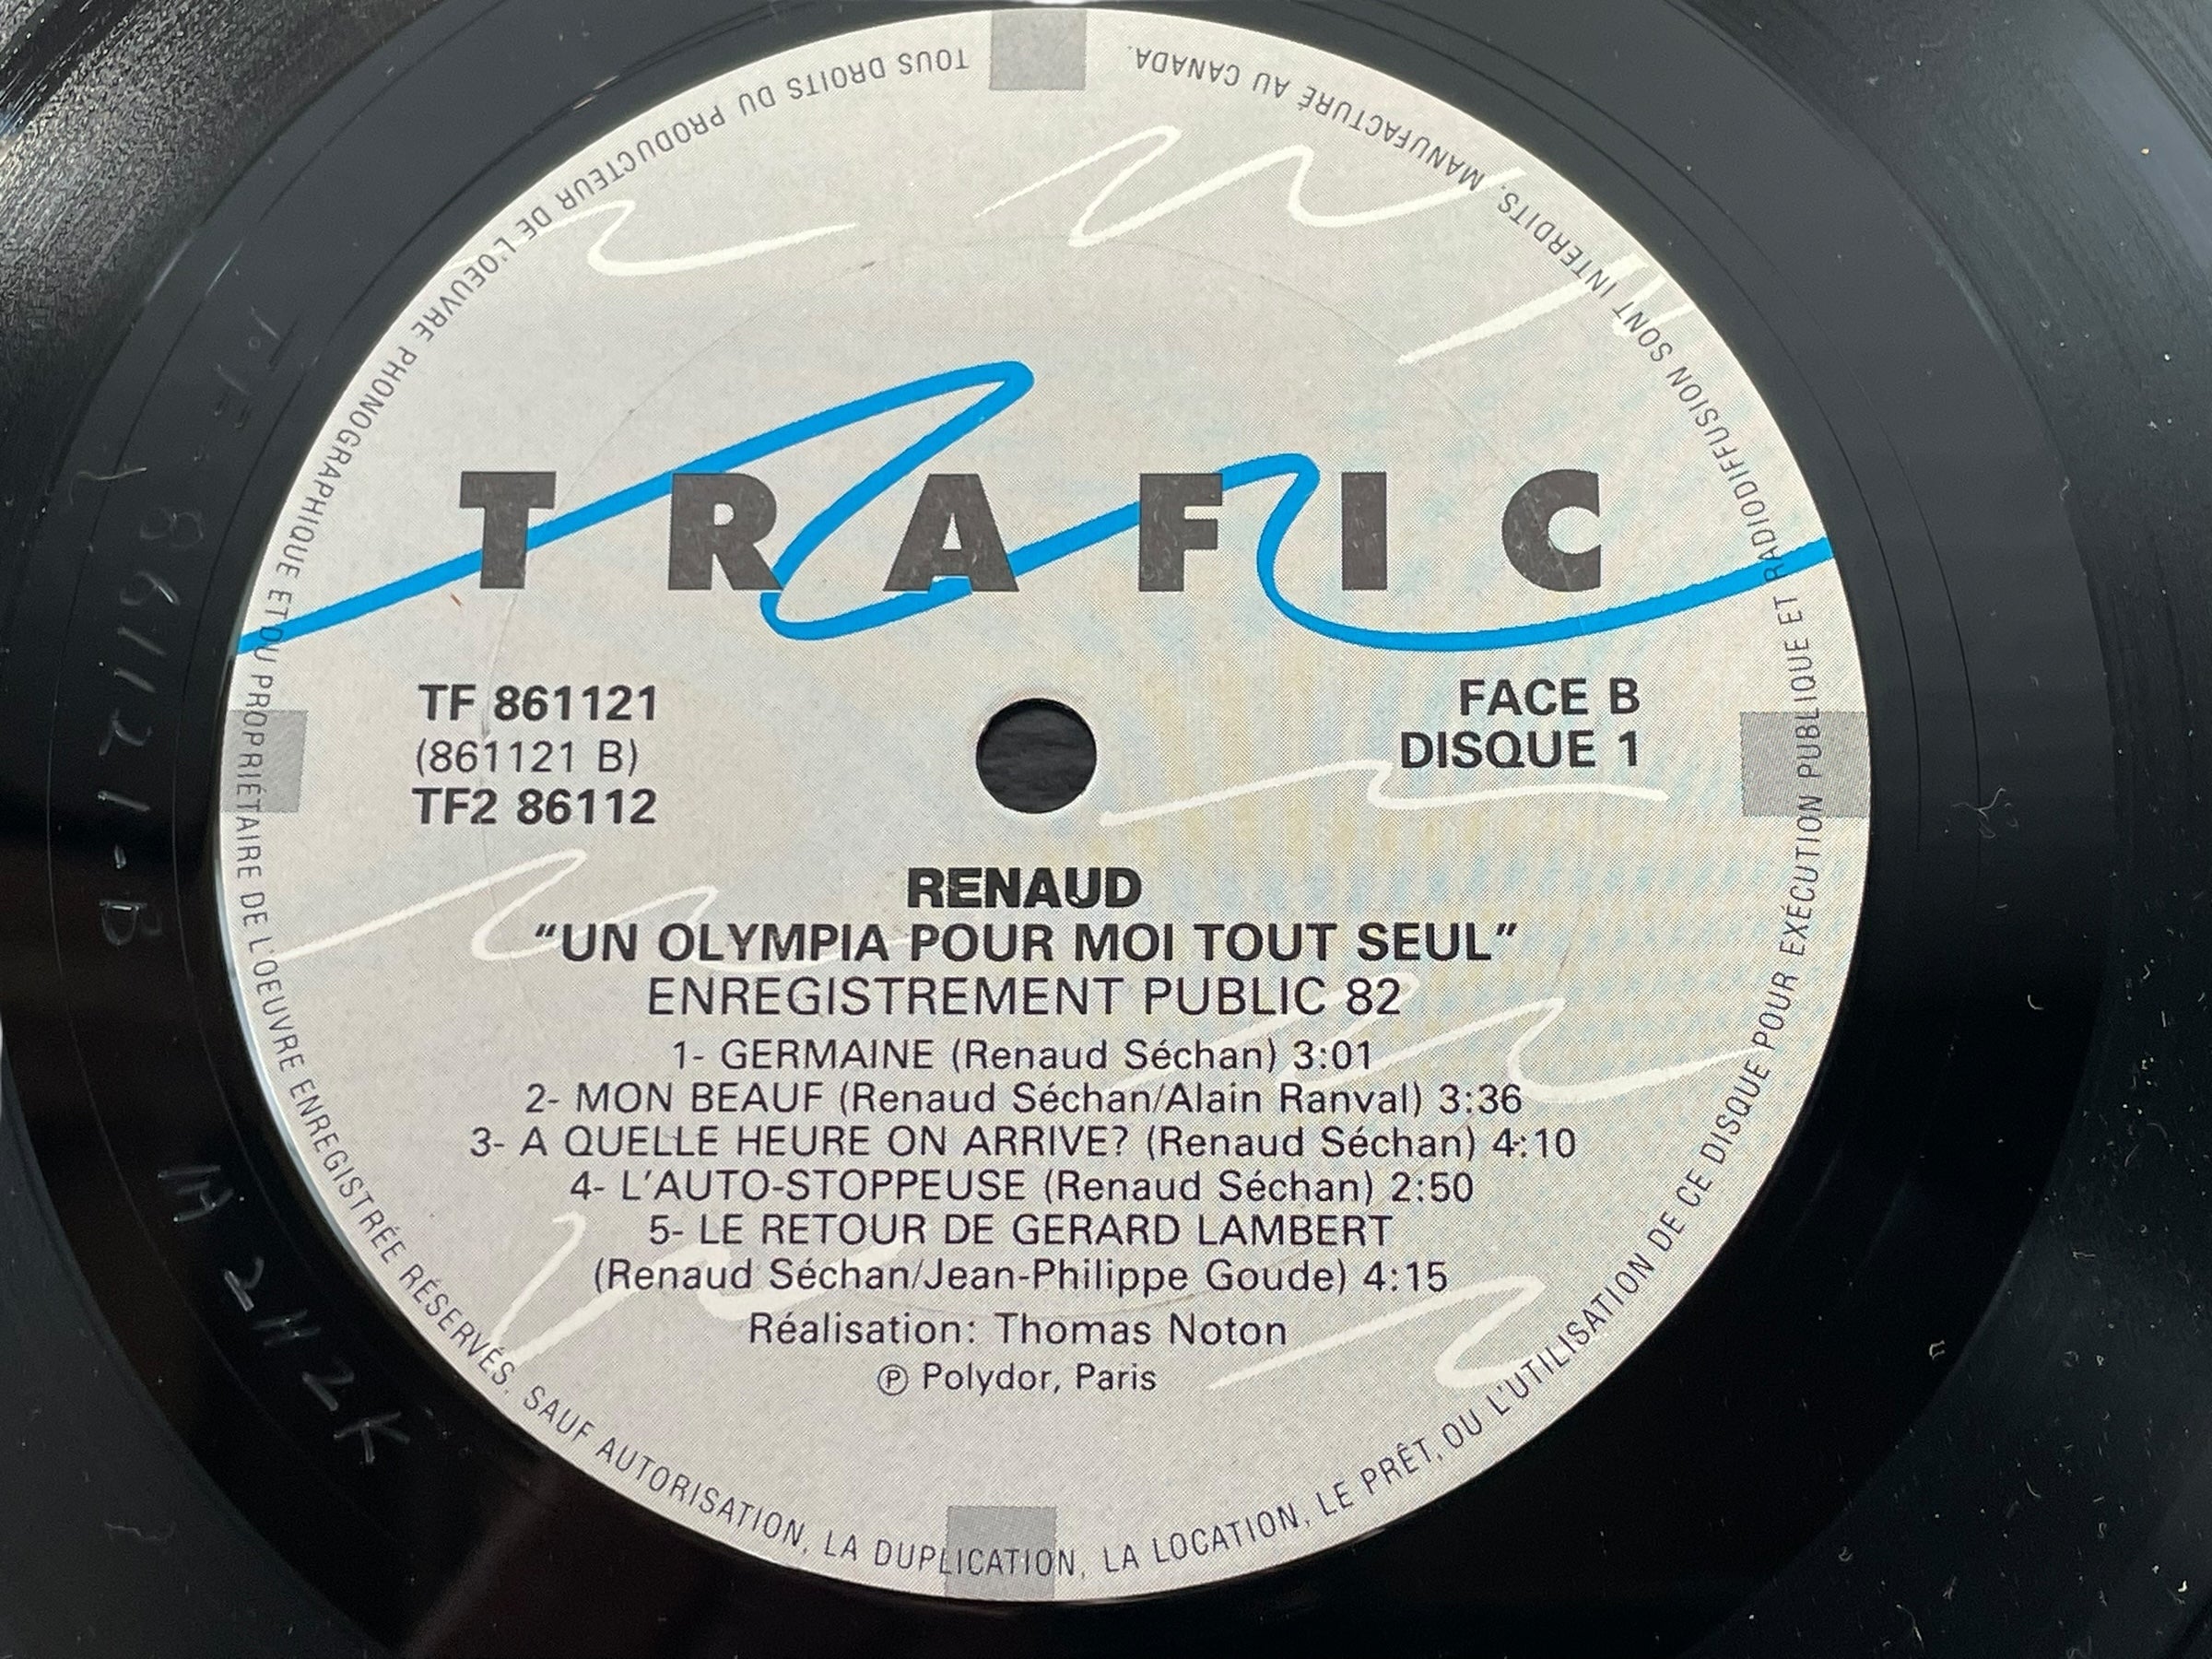 TRAFIC
TF 861121
(861121 B)
TF2 86112
FACE B
DISQUE 1
RENAUD
“UN OLYMPIA POUR MOI TOUT SEUL”
ENREGISTREMENT PUBLIC 82
1- GERMAINE (Renaud Séchan) 3:01
2- MON BEAUF (Renaud Séchan/Alain Ranval) 3:36
3- A QUELLE HEURE ON ARRIVE? (Renaud Séchan) 4:10
4- L'AUTO-STOPPEUSE (Renaud Séchan) 2:50
5- LE RETOUR DE GERARD LAMBERT
(Renaud Séchan/Jean-Philippe Goude) 4:15
Réalisation: Thomas Noton
Ⓟ Polydor, Paris
TOUS DROITS DU PRODUCTEUR DE L'OEUVRE PHONOGRAPHIQUE ET DU PROPRIÉTAIRE DE L'OEUVRE ENREGISTRÉE RÉSERVÉS. SAUF AUTORISATION, LA DUPLICATION, LA LOCATION, LE PRÊT, OU L'UTILISATION DE CE DISQUE POUR EXÉCUTION PUBLIQUE ET RADIODIFFUSION SONT INTERDITS. MANUFACTURÉ AU CANADA.
TF 861121-B